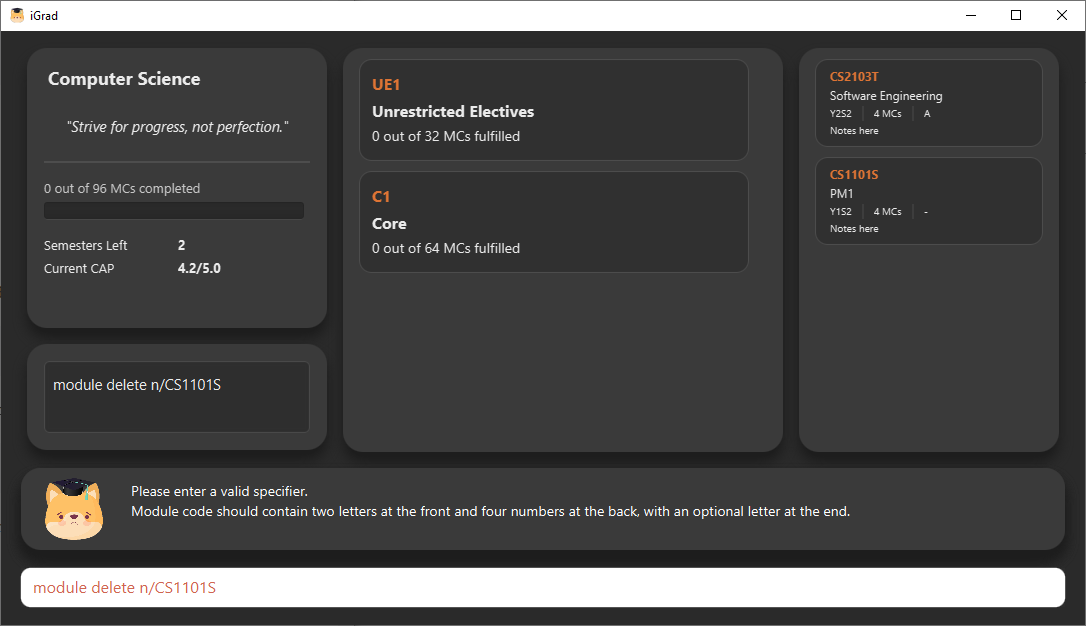 iGrad
Computer Science
"Strive for progress, not perfection."
0 out of 96 MCs completed
Semesters Left 2
Current CAP 4.2/5.0
module delete n/CS1101S
UE1
Unrestricted Electives
0 out of 32 MCs fulfilled
C1
Core
0 out of 64 MCs fulfilled
CS2103T
Software Engineering
Y2S2 4 MCs A
Notes here
CS1101S
PM1
Y1S2 4 MCs -
Notes here
Please enter a valid specifier.
Module code should contain two letters at the front and four numbers at the back, with an optional letter at the end.
module delete n/CS1101S